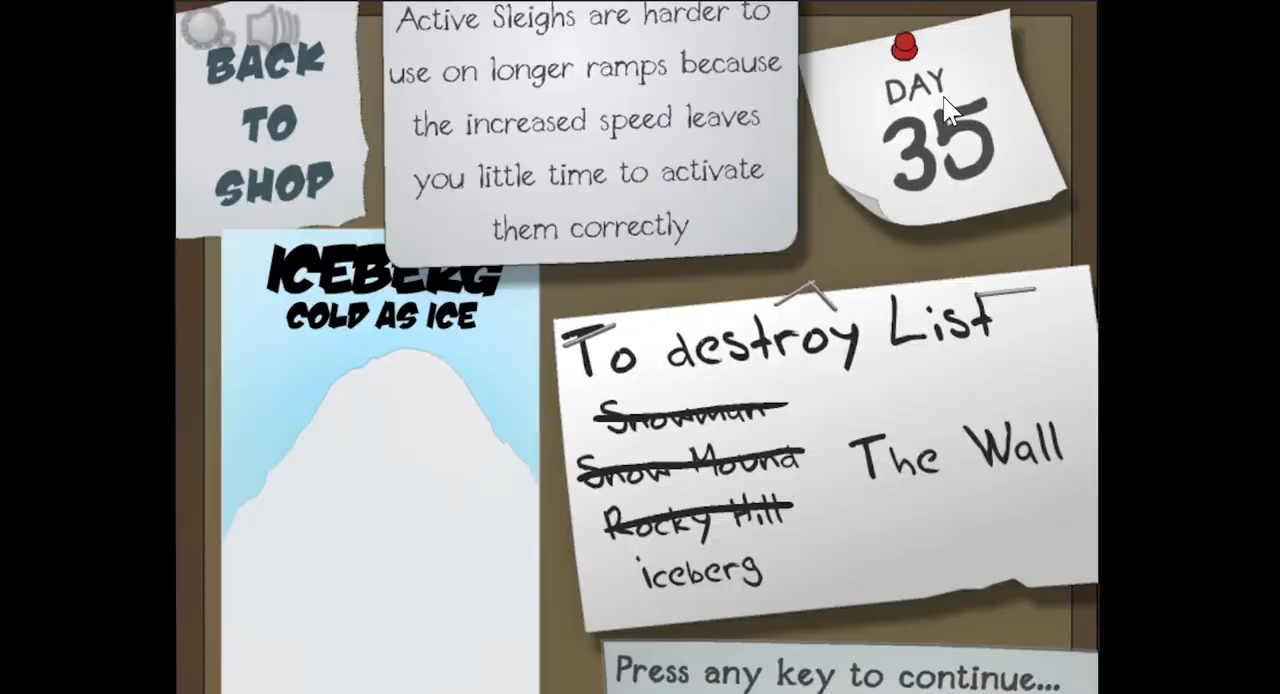 BACK
TO
SHOP
Active Sleighs are harder to
use on longer ramps because
the increased speed leaves
you little time to activate
them correctly
DAY
35
ICEBERG
COLD AS ICE
To destroy List
Snowman
Snow Mound
Rocky Hill
iceberg
The Wall
Press any key to continue...